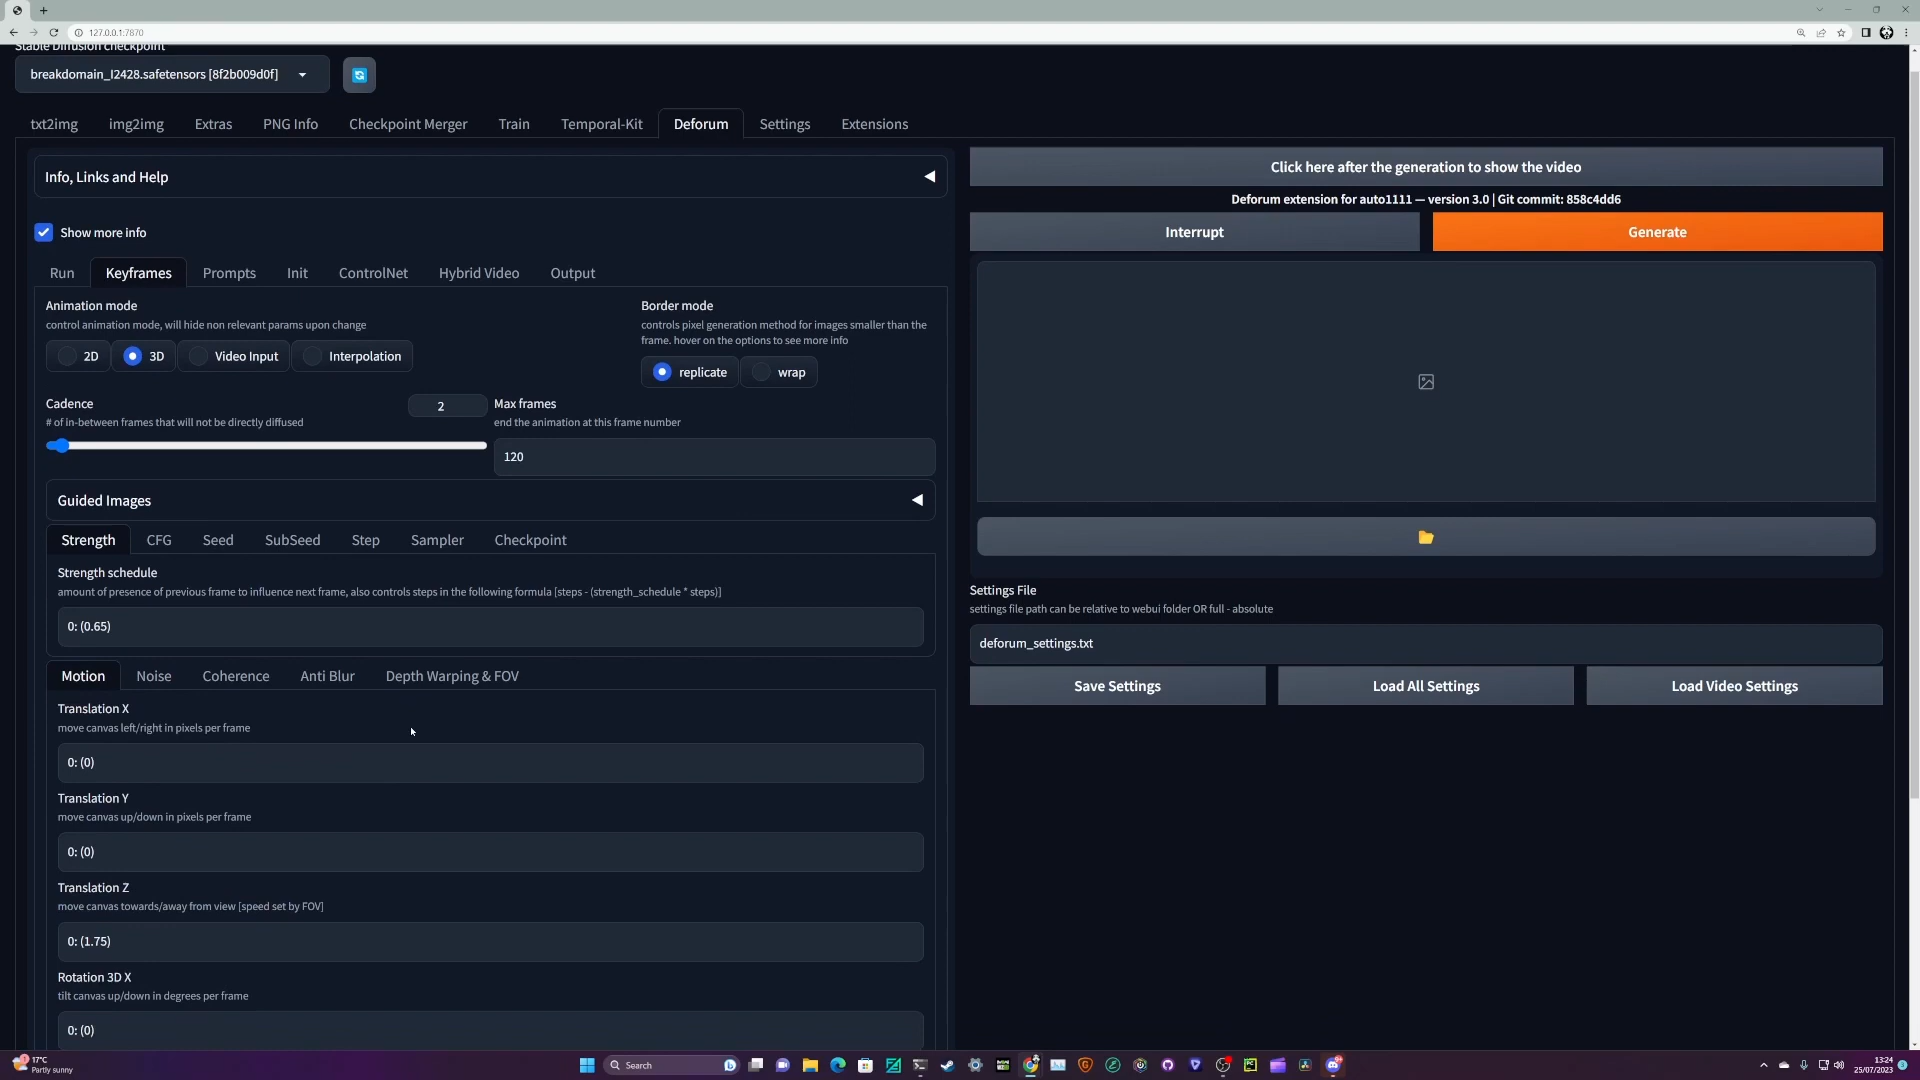 127.0.0.1:7870
Stable Diffusion checkpoint
breakdomain_I2428.safetensors [8f2b009d0f]
txt2img
img2img
Extras
PNG Info
Checkpoint Merger
Train
Temporal-Kit
Deforum
Settings
Extensions
Info, Links and Help
Show more info
Run
Keyframes
Prompts
Init
ControlNet
Hybrid Video
Output
Animation mode
control animation mode, will hide non relevant params upon change
2D
3D
Video Input
Interpolation
Border mode
controls pixel generation method for images smaller than the
frame. hover on the options to see more info
replicate
wrap
Cadence
2
# of in-between frames that will not be directly diffused
Max frames
end the animation at this frame number
120
Guided Images
Strength
CFG
Seed
SubSeed
Step
Sampler
Checkpoint
Strength schedule
amount of presence of previous frame to influence next frame, also controls steps in the following formula [steps - (strength_schedule * steps)]
0: (0.65)
Motion
Noise
Coherence
Anti Blur
Depth Warping & FOV
Translation X
move canvas left/right in pixels per frame
0: (0)
Translation Y
move canvas up/down in pixels per frame
0: (0)
Translation Z
move canvas towards/away from view [speed set by FOV]
0: (1.75)
Rotation 3D X
tilt canvas up/down in degrees per frame
0: (0)
Click here after the generation to show the video
Deforum extension for auto1111 — version 3.0 | Git commit: 858c4dd6
Interrupt
Generate
Settings File
settings file path can be relative to webui folder OR full - absolute
deforum_settings.txt
Save Settings
Load All Settings
Load Video Settings
17°C
Partly sunny
Search
13:24
25/07/2023